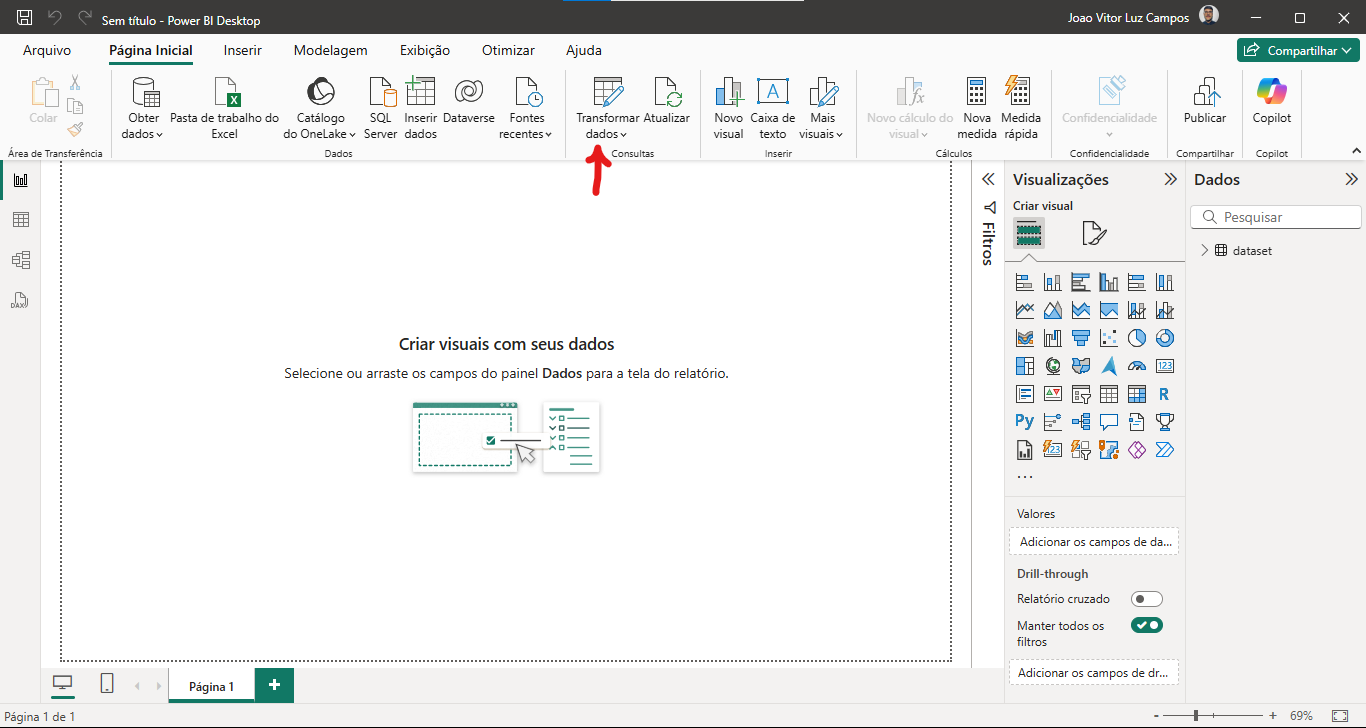 Sem título - Power BI Desktop
Joao Vitor Luz Campos
Arquivo
Página Inicial
Inserir
Modelagem
Exibição
Otimizar
Ajuda
Compartilhar
Colar
Obter
dados
Pasta de trabalho do
Excel
Catálogo
do OneLake
SQL
Server
Inserir
dados
Dataverse
Fontes
recentes
Transformar
dados
Atualizar
Novo
visual
Caixa de
texto
Mais
visuais
Novo cálculo do
visual
Nova
medida
Medida
rápida
Confidencialidade
Publicar
Copilot
Área de Transferência
Dados
Consultas
Inserir
Cálculos
Confidencialidade
Compartilhar
Copilot
DAX
Criar visuais com seus dados
Selecione ou arraste os campos do painel Dados para a tela do relatório.
Filtros
Visualizações
Criar visual
123
R
Py
123
...
Valores
Adicionar os campos de da...
Drill-through
Relatório cruzado
Manter todos os
filtros
Adicionar os campos de dr...
Dados
Pesquisar
dataset
Página 1
+
Página 1 de 1
- + 69%